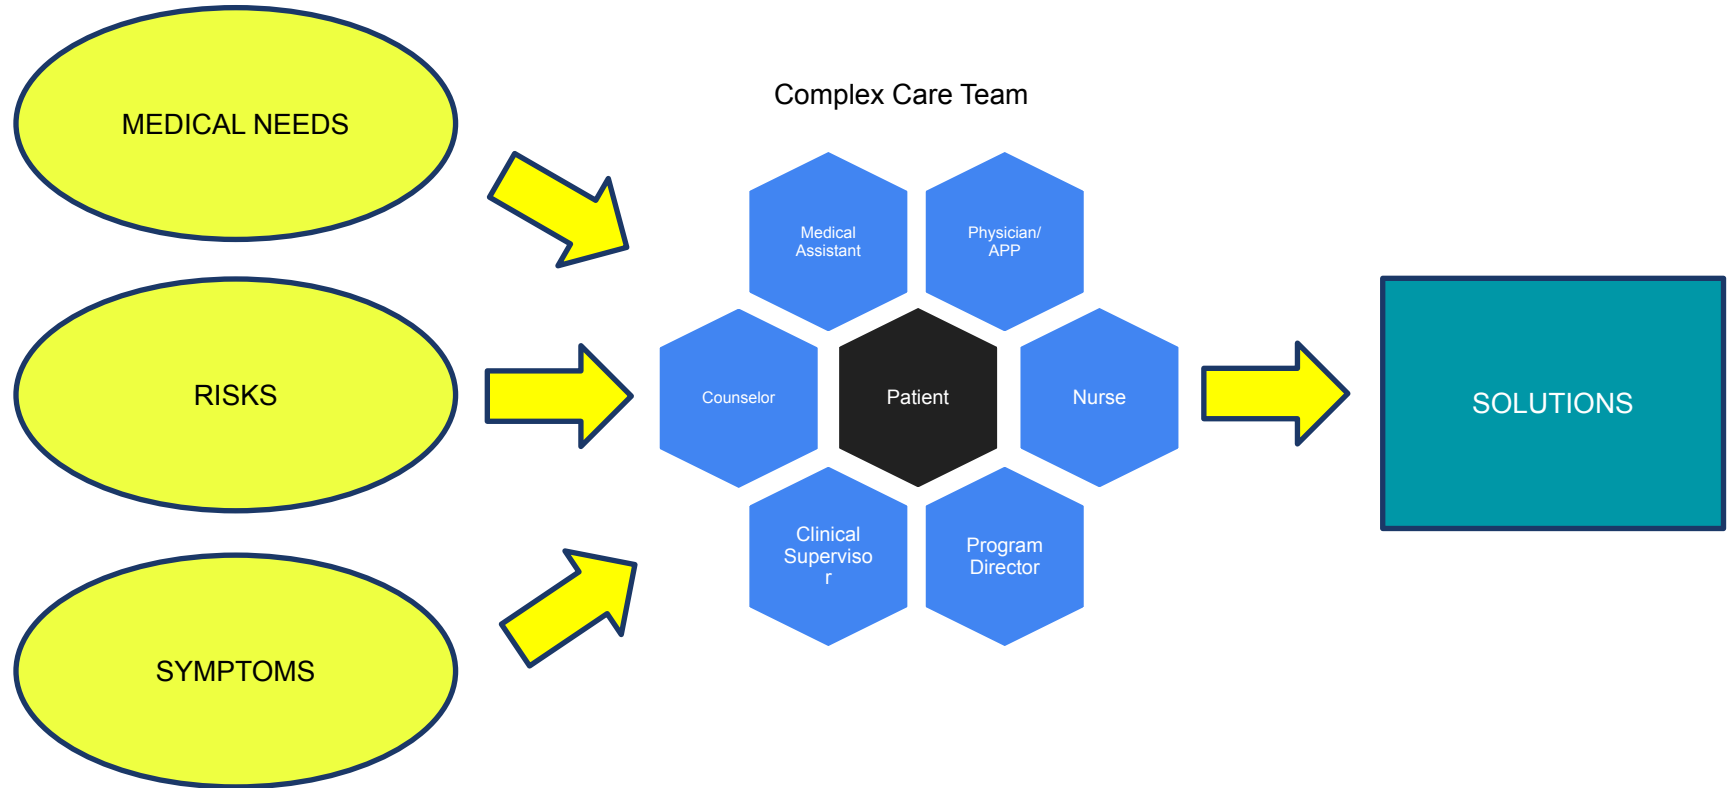 MEDICAL NEEDS
Complex Care Team
Medical
Assistant
Physician/
APP
RISKS
Counselor
Patient
Nurse
SOLUTIONS
Clinical
Superviso
r
Program
Director
SYMPTOMS